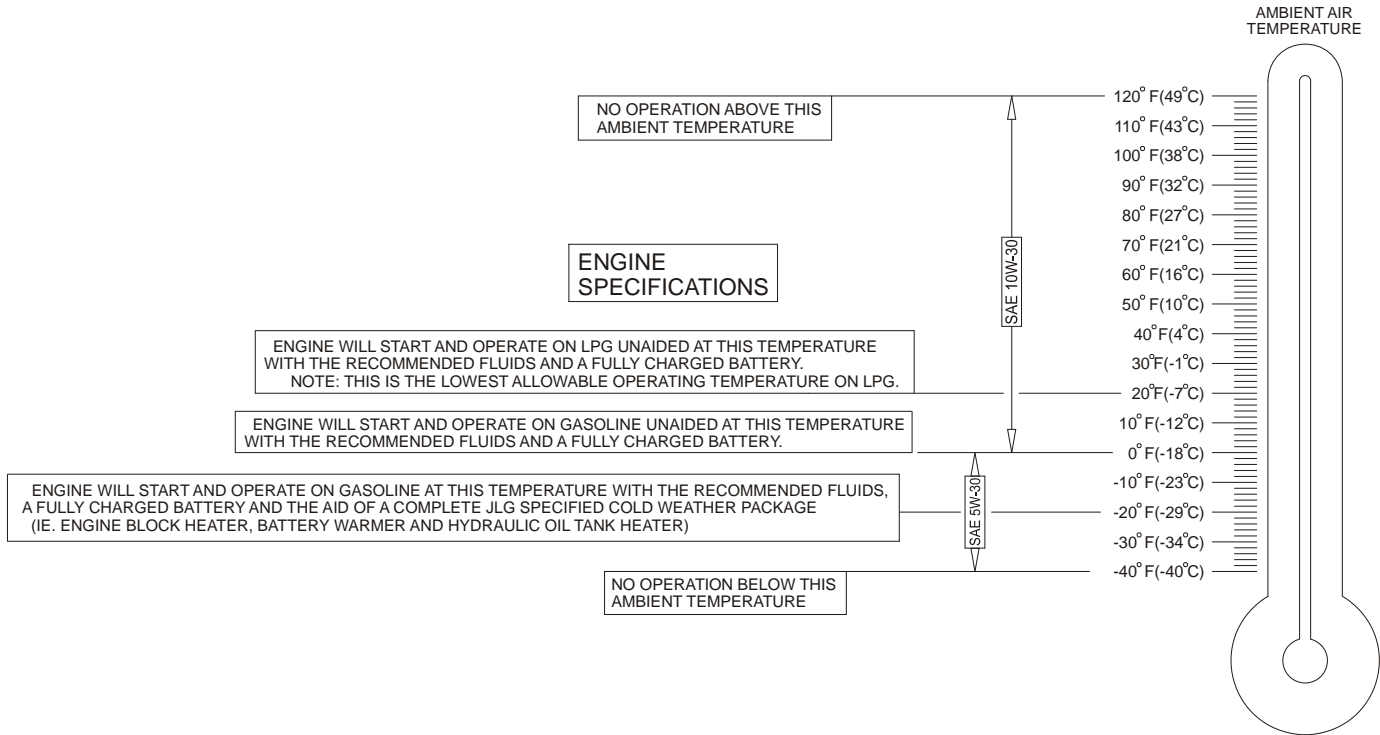 AMBIENT AIR
TEMPERATURE
NO OPERATION ABOVE THIS
AMBIENT TEMPERATURE
120° F(49°C)
110° F(43°C)
100° F(38°C)
90° F(32°C)
80° F(27°C)
70° F(21°C)
60° F(16°C)
50° F(10°C)
40°F(4°C)
30°F(-1°C)
20°F(-7°C)
10°F(-12°C)
0°F(-18°C)
-10°F(-23°C)
-20°F(-29°C)
-30°F(-34°C)
-40°F(-40°C)
SAE 10W-30
ENGINE
SPECIFICATIONS
ENGINE WILL START AND OPERATE ON LPG UNAIDED AT THIS TEMPERATURE
WITH THE RECOMMENDED FLUIDS AND A FULLY CHARGED BATTERY.
NOTE: THIS IS THE LOWEST ALLOWABLE OPERATING TEMPERATURE ON LPG.
ENGINE WILL START AND OPERATE ON GASOLINE UNAIDED AT THIS TEMPERATURE
WITH THE RECOMMENDED FLUIDS AND A FULLY CHARGED BATTERY.
SAE 5W-30
ENGINE WILL START AND OPERATE ON GASOLINE AT THIS TEMPERATURE WITH THE RECOMMENDED FLUIDS,
A FULLY CHARGED BATTERY AND THE AID OF A COMPLETE JLG SPECIFIED COLD WEATHER PACKAGE
(IE. ENGINE BLOCK HEATER, BATTERY WARMER AND HYDRAULIC OIL TANK HEATER)
NO OPERATION BELOW THIS
AMBIENT TEMPERATURE